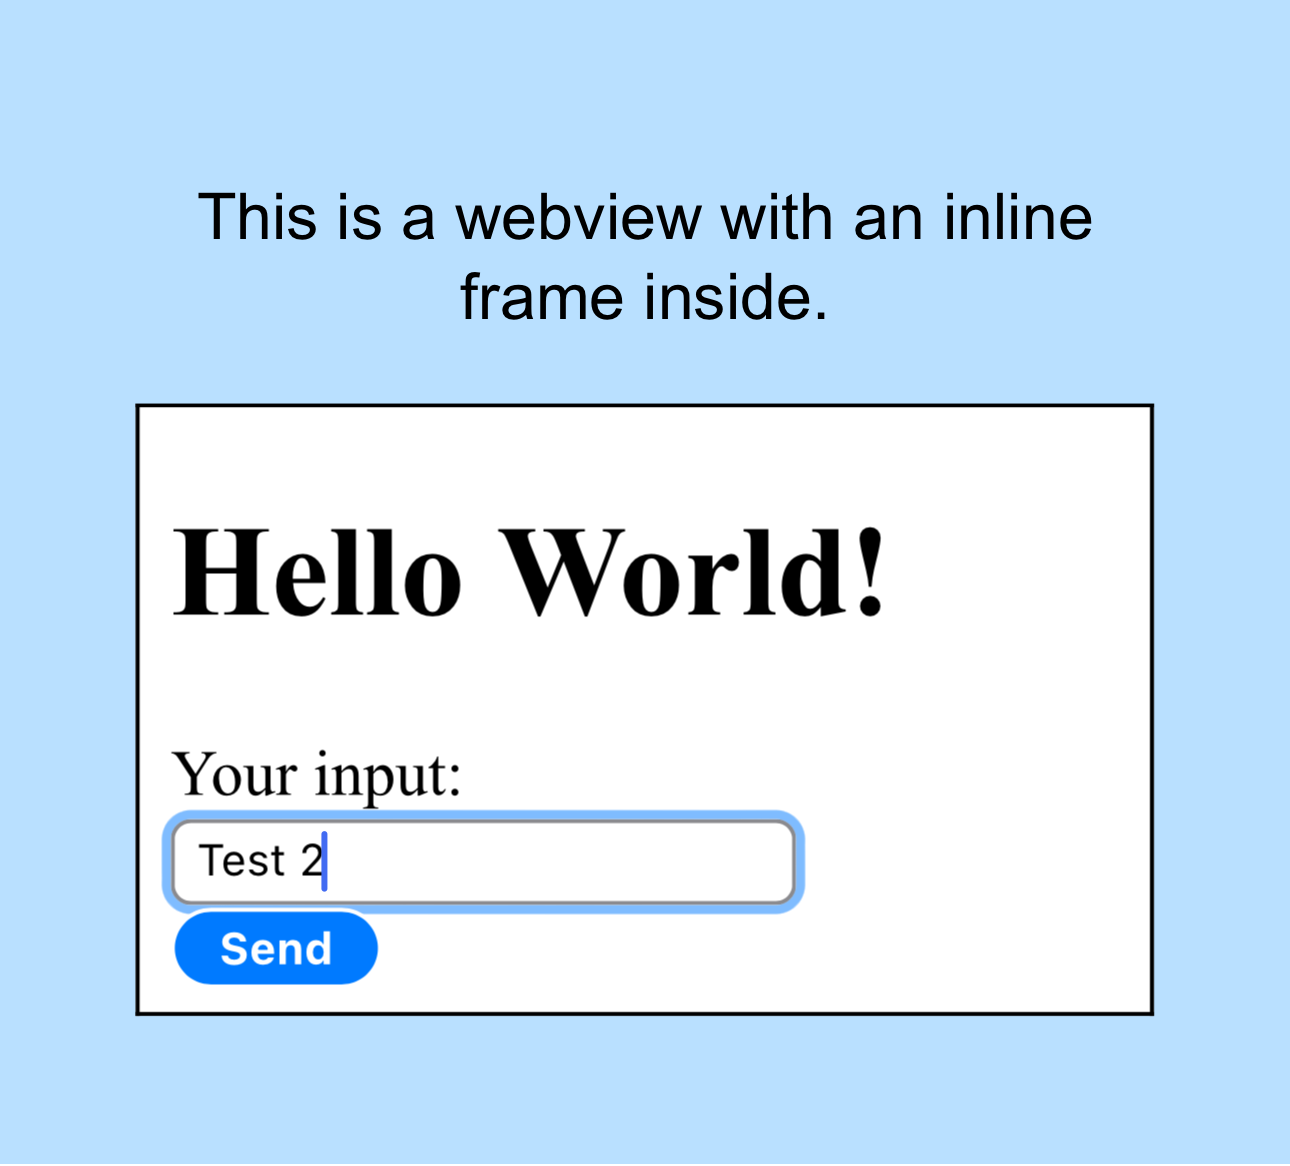 This is a webview with an inline
frame inside.
Hello World!
Your input:
Test 2
Send